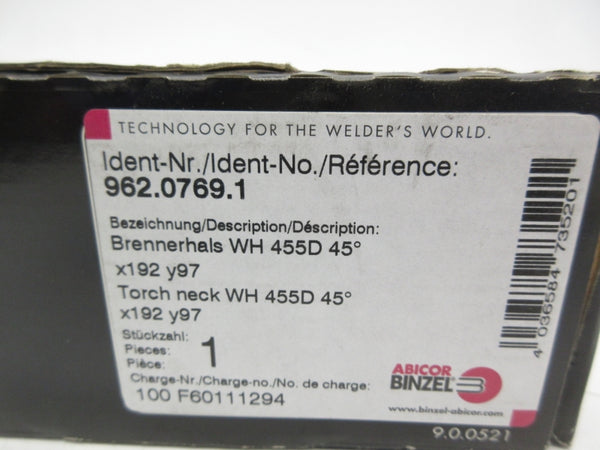 TECHNOLOGY FOR THE WELDER'S WORLD.
Ident-Nr./Ident-No./Référence:
962.0769.1
Bezeichnung/Description/Déscription:
Brennerhals WH 455D 45°
x192 y97
Torch neck WH 455D 45°
x192 y97
Stückzahl:
Pieces: 1
Pièce:
Charge-Nr./Charge-no./No. de charge:
100 F60111294
4 036584 735201
ABICOR
BINZEL
www.binzel-abicor.com
9.0.0521